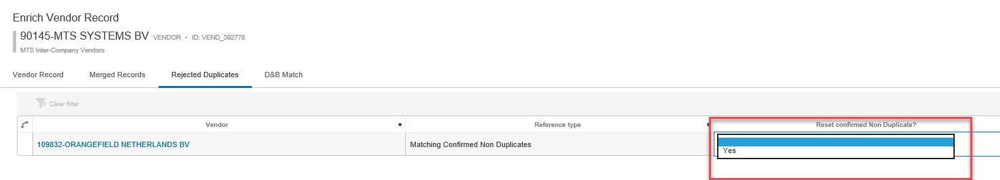 Enrich Vendor Record
90145-MTS SYSTEMS BV VENDOR • ID: VEND_392778
MTS Inter-Company Vendors
Vendor Record Merged Records Rejected Duplicates D&B Match
Clear filter
Vendor Reference type Reset confirmed Non Duplicate?
109832-ORANGEFIELD NETHERLANDS BV Matching Confirmed Non Duplicates
Yes